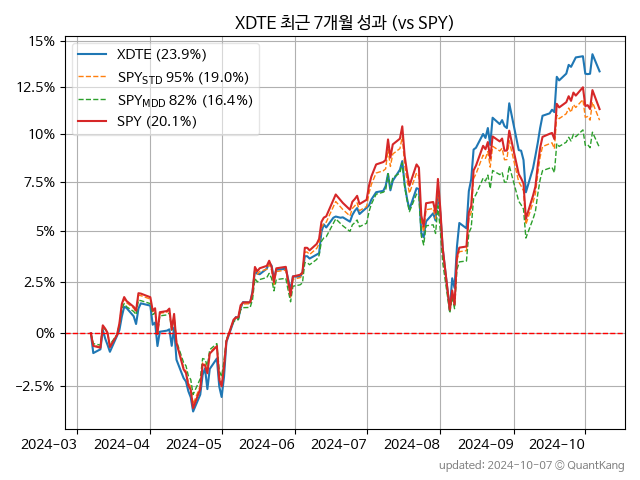 XDTE 최근 7개월 성과 (vs SPY)
XDTE (23.9%)
SPY_STD 95% (19.0%)
SPY_MDD 82% (16.4%)
SPY (20.1%)
15%
12.5%
10%
7.5%
5%
2.5%
0%
−2.5%
2024-03 2024-04 2024-05 2024-06 2024-07 2024-08 2024-09 2024-10
updated: 2024-10-07 © QuantKang